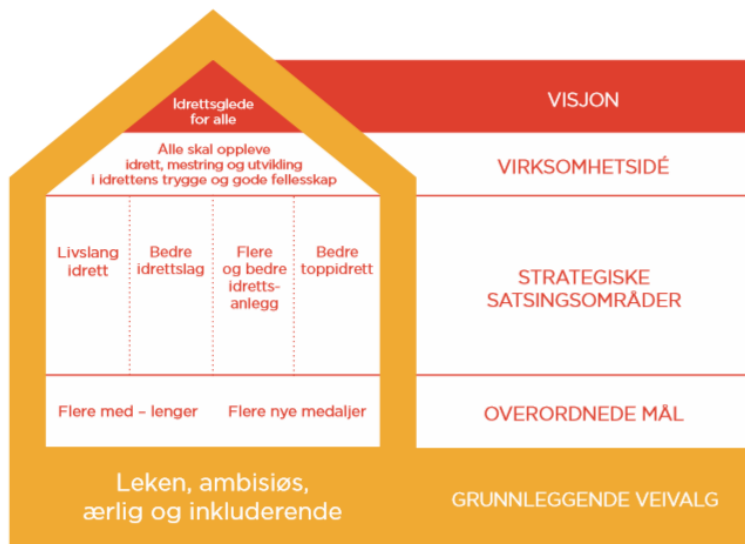 Idrettsglede
for alle
VISJON
Alle skal oppleve
idrett, mestring og utvikling
i idrettens trygge og gode fellesskap
VIRKSOMHETSIDÉ
Livslang
idrett
Bedre
idrettslag
Flere
og bedre
idretts-
anlegg
Bedre
toppidrett
STRATEGISKE
SATSINGSOMRÅDER
Flere med – lenger
Flere nye medaljer
OVERORDNEDE MÅL
Leken, ambisiøs,
ærlig og inkluderende
GRUNNLEGGENDE VEIVALG